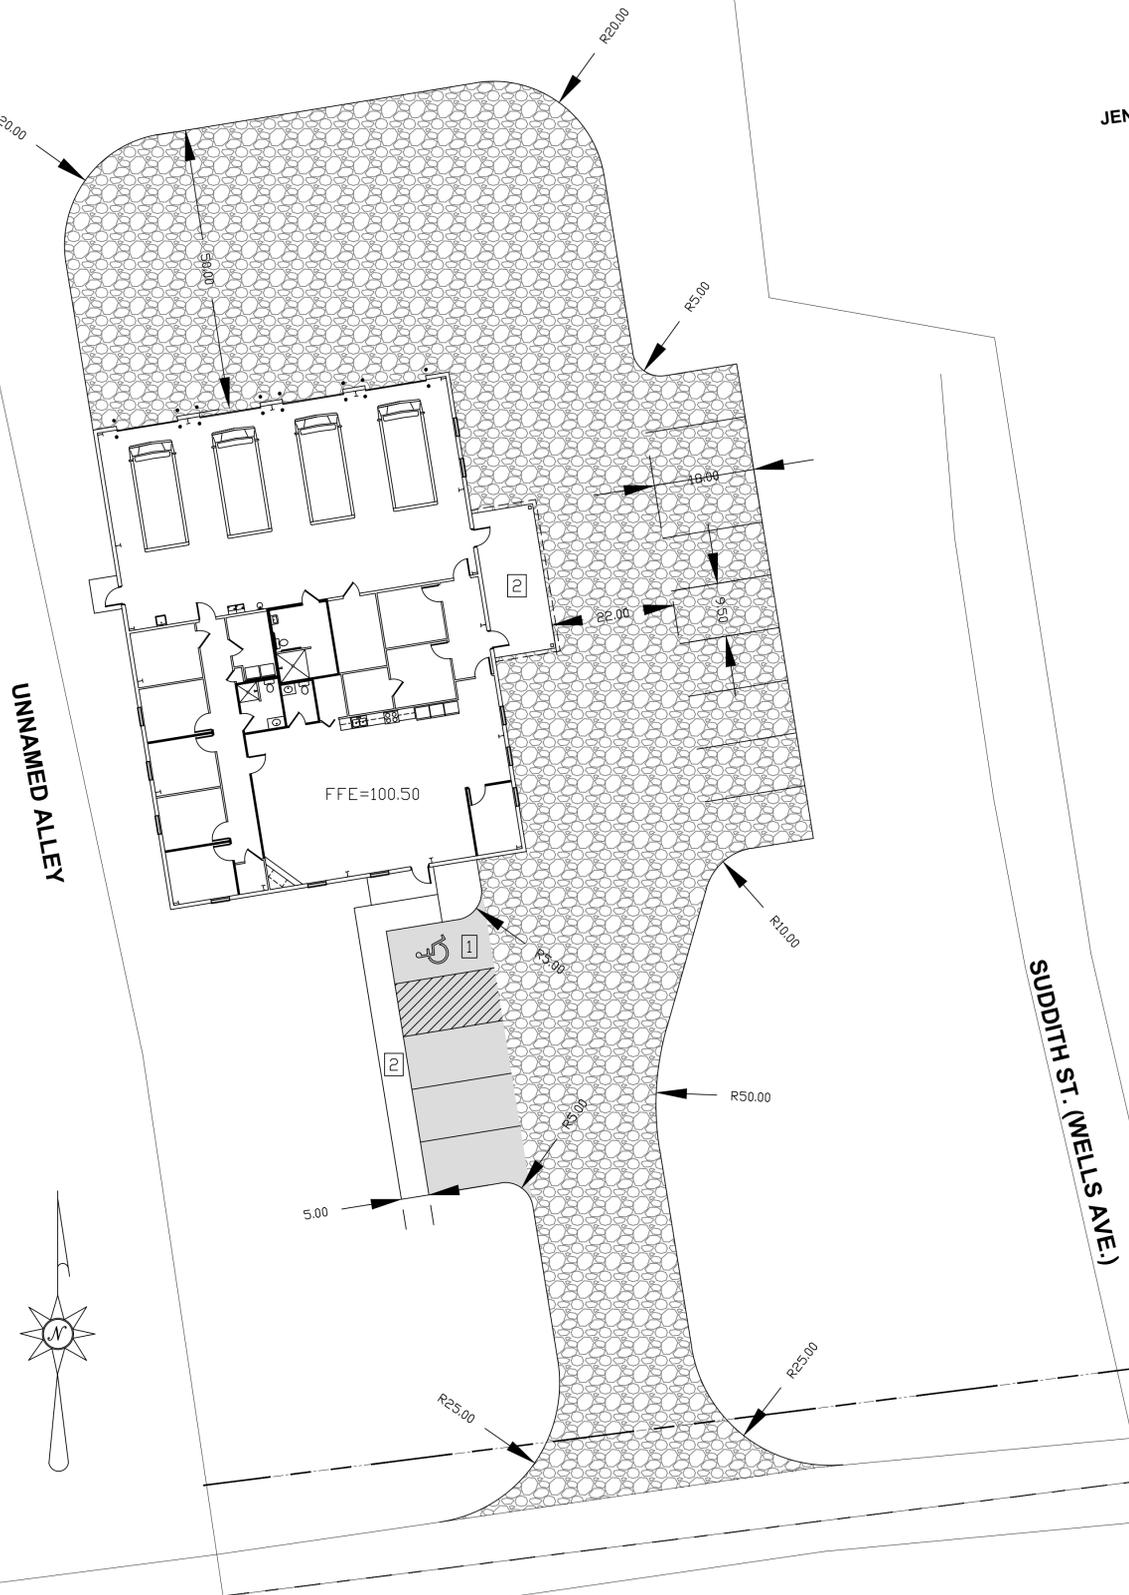 R20.00
20.00
JEN
50.00
R5.00
18.00
2
9.50
22.00
UNNAMED ALLEY
FFE=100.50
R10.00
1
R5.00
SUDDITH ST. (WELLS AVE.)
2
R50.00
R5.00
5.00
N
R25.00
R25.00